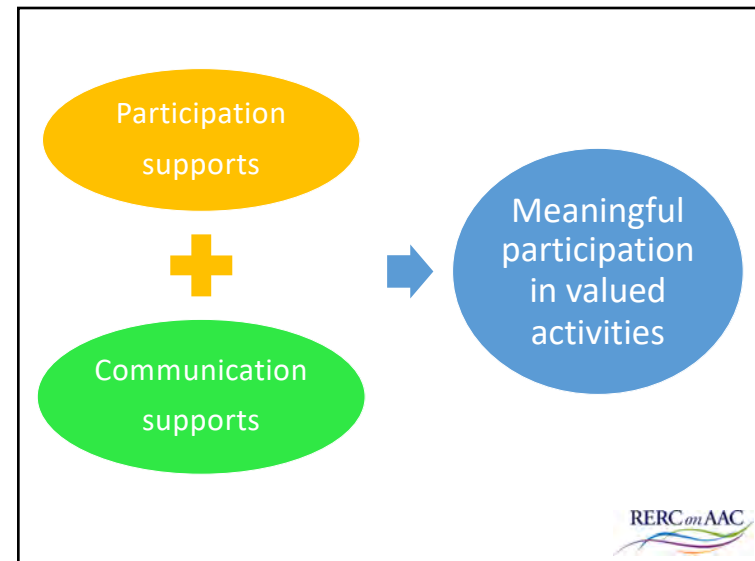 Participation
supports
Communication
supports
Meaningful
participation
in valued
activities
RERC on AAC